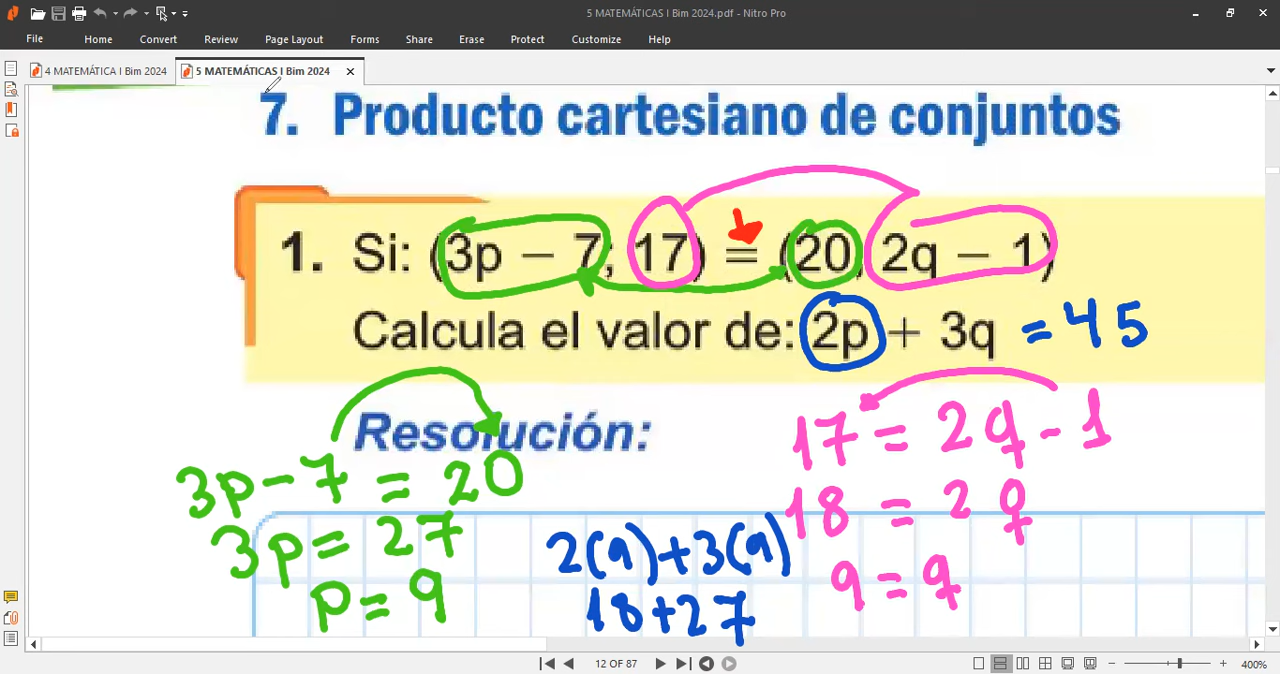 5 MATEMÁTICAS I Bim 2024.pdf - Nitro Pro
File Home Convert Review Page Layout Forms Share Erase Protect Customize Help
4 MATEMÁTICA I Bim 2024 5 MATEMÁTICAS I Bim 2024
7. Producto cartesiano de conjuntos
1. Si: (3p – 7; 17) = (20; 2q – 1)
Calcula el valor de: 2p + 3q = 45
Resolución:
3p - 7 = 20
3p = 27
p = 9
2(9) + 3(9)
18 + 27
17 = 2q - 1
18 = 2q
9 = q
12 OF 87
400%